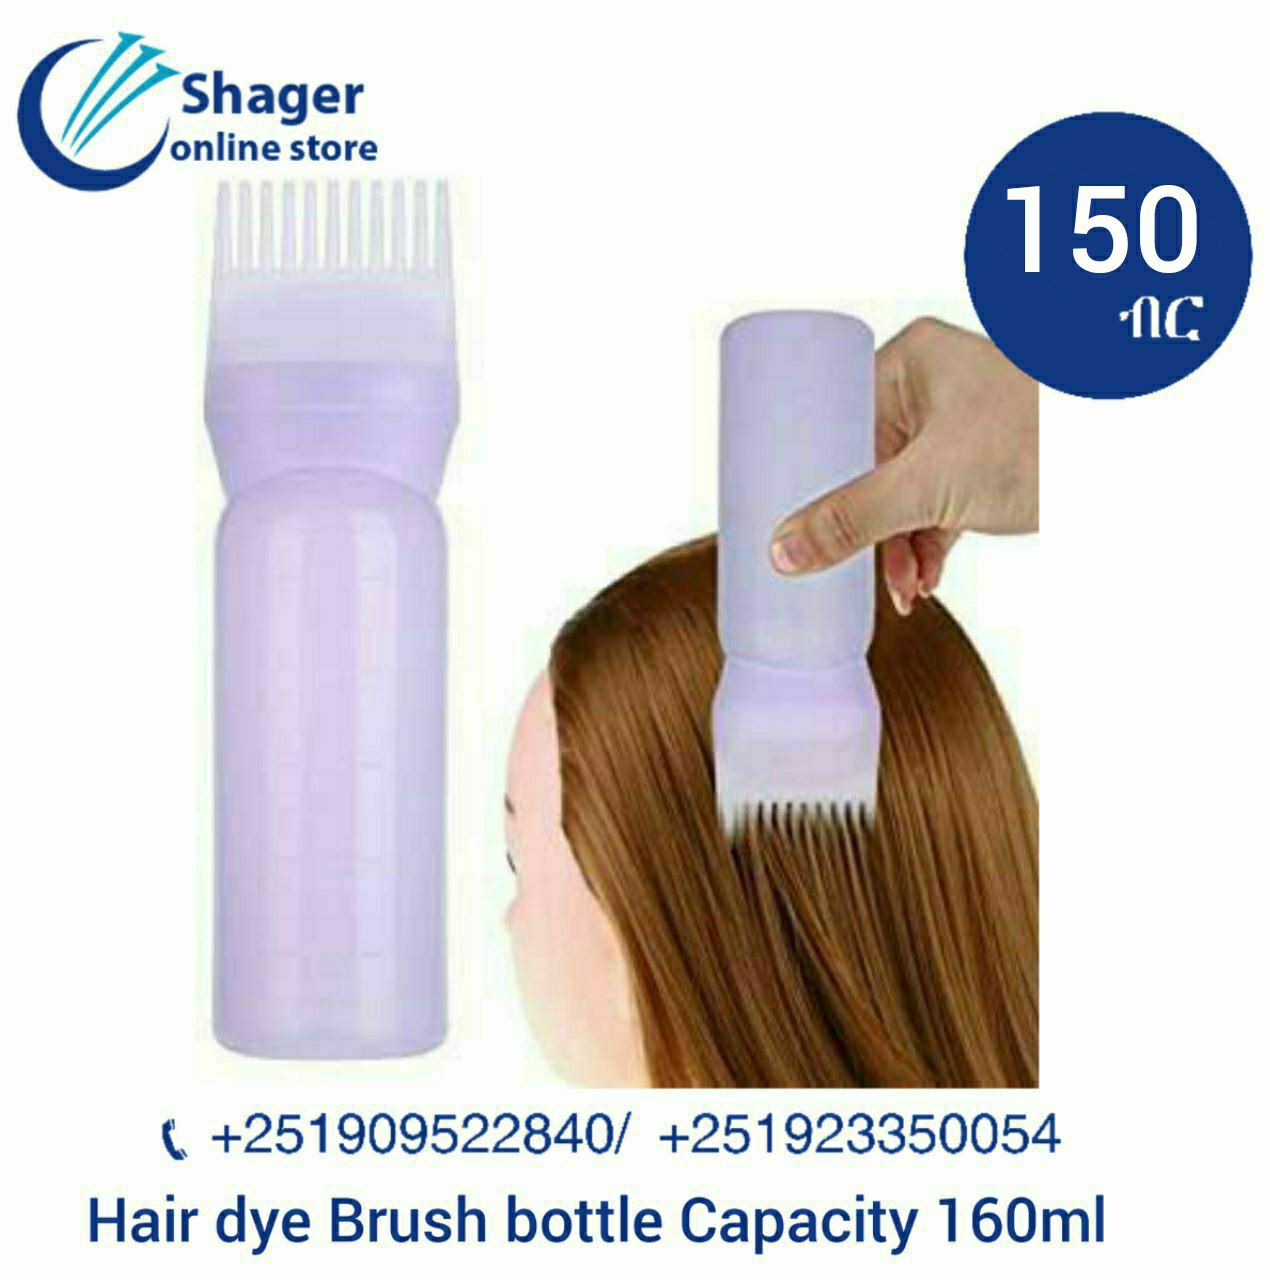 Shager
online store
150
ብር
+251909522840/ +251923350054
Hair dye Brush bottle Capacity 160ml